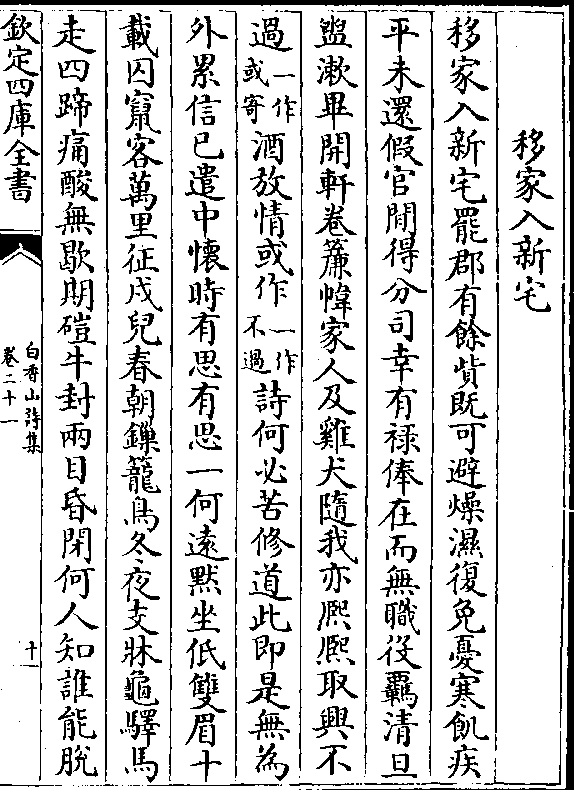 移家入新宅
移家入新宅罷郡有餘貲既可避燥濕復免憂寒飢疾
平未還假官閒得分司幸有禄俸在而無職役覊清旦
盥漱畢開軒卷簾幃家人及雞犬隨我亦熈熈取興不
過一作或寄酒放情或作一作不過詩何必苦修道此即是無為
外累信已遣中懷時有思有思一何遠黙坐低雙眉十
載囚竄客萬里征戍兒春朝鏁籠鳥冬夜支牀龜驛馬
走四蹄痛酸無歇期磑牛封兩目昏閉何人知誰能脫
欽定四庫全書
白香山詩集
卷二十一
十一